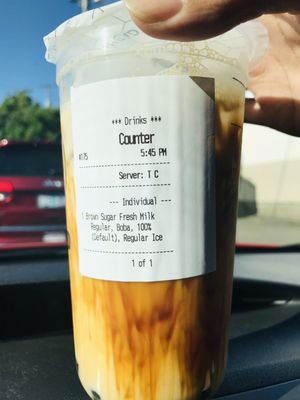 *** Drinks ***
Counter
#175 5:45 PM
Server: T C
--- Individual ---
1 Brown Sugar Fresh Milk
Regular, Boba, 100%
(Default), Regular Ice
1 of 1